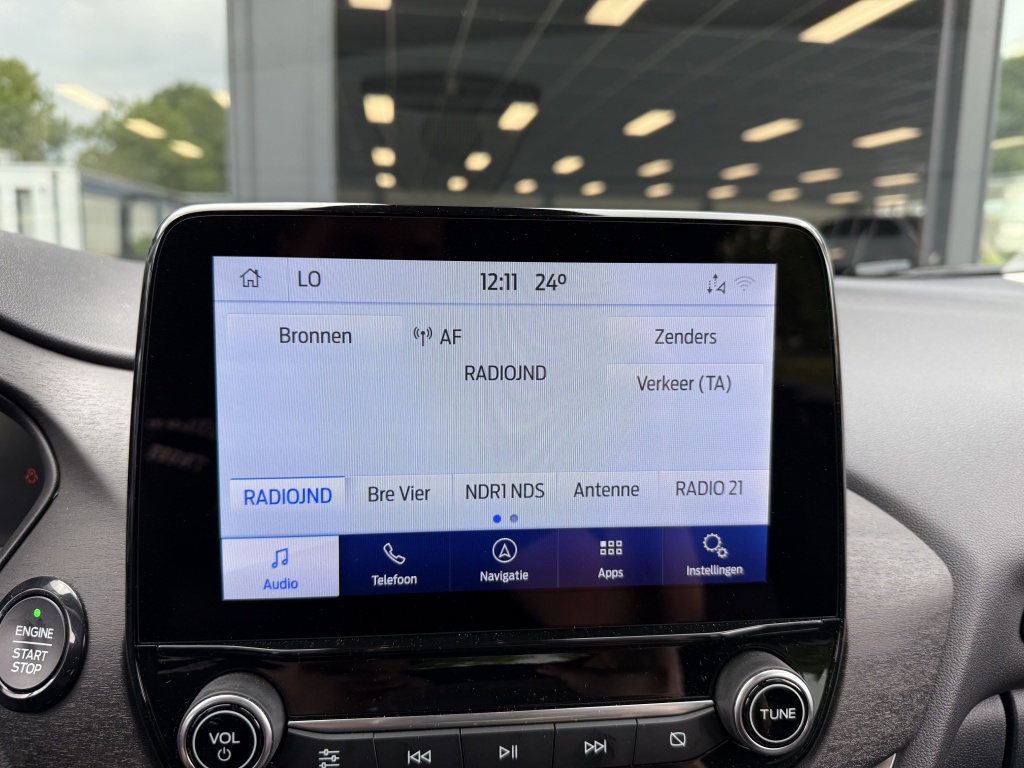 LO 12:11 24º
Bronnen AF Zenders
RADIOJND
Verkeer (TA)
RADIOJND Bre Vier NDR1 NDS Antenne RADIO 21
Audio Telefoon Navigatie Apps Instellingen
ENGINE
START
STOP
VOL
TUNE